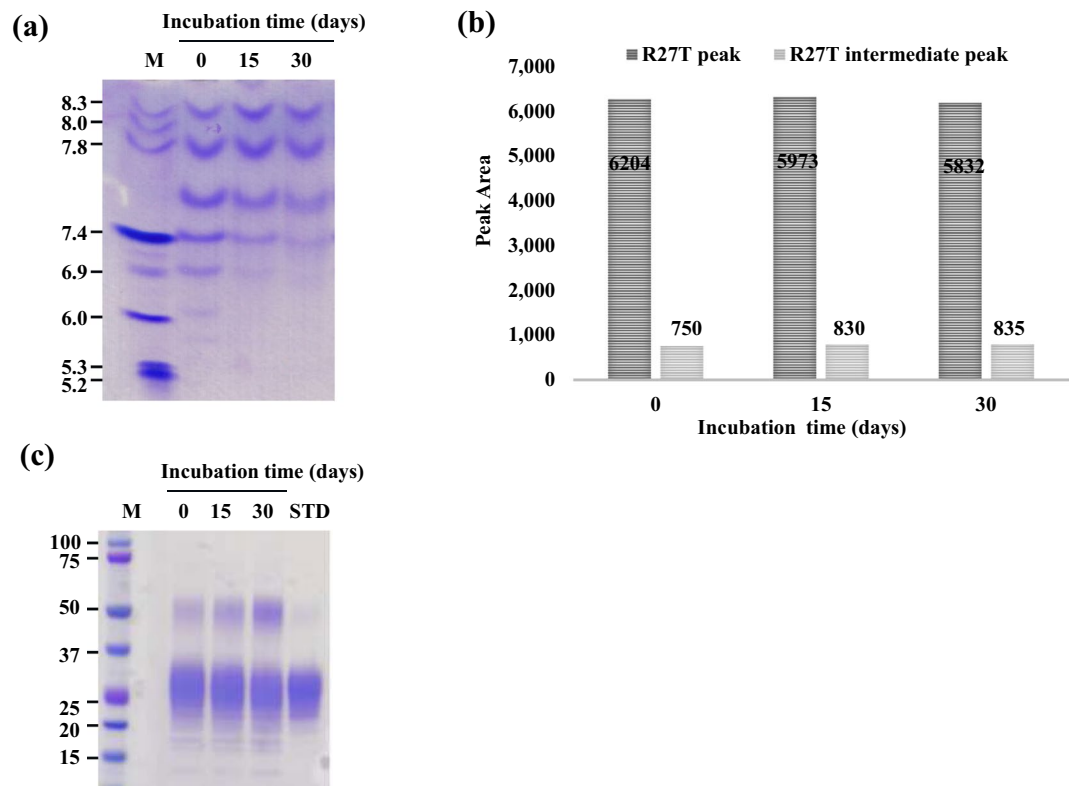 (a)
Incubation time (days)
M 0 15 30
8.3
8.0
7.8
7.4
6.9
6.0
5.3
5.2
(b)
R27T peak R27T intermediate peak
7,000
6,000
5,000
4,000
3,000
2,000
1,000
0
Peak Area
6204 5973 5832
750 830 835
0 15 30
Incubation time (days)
(c)
Incubation time (days)
M 0 15 30 STD
100
75
50
37
25
20
15